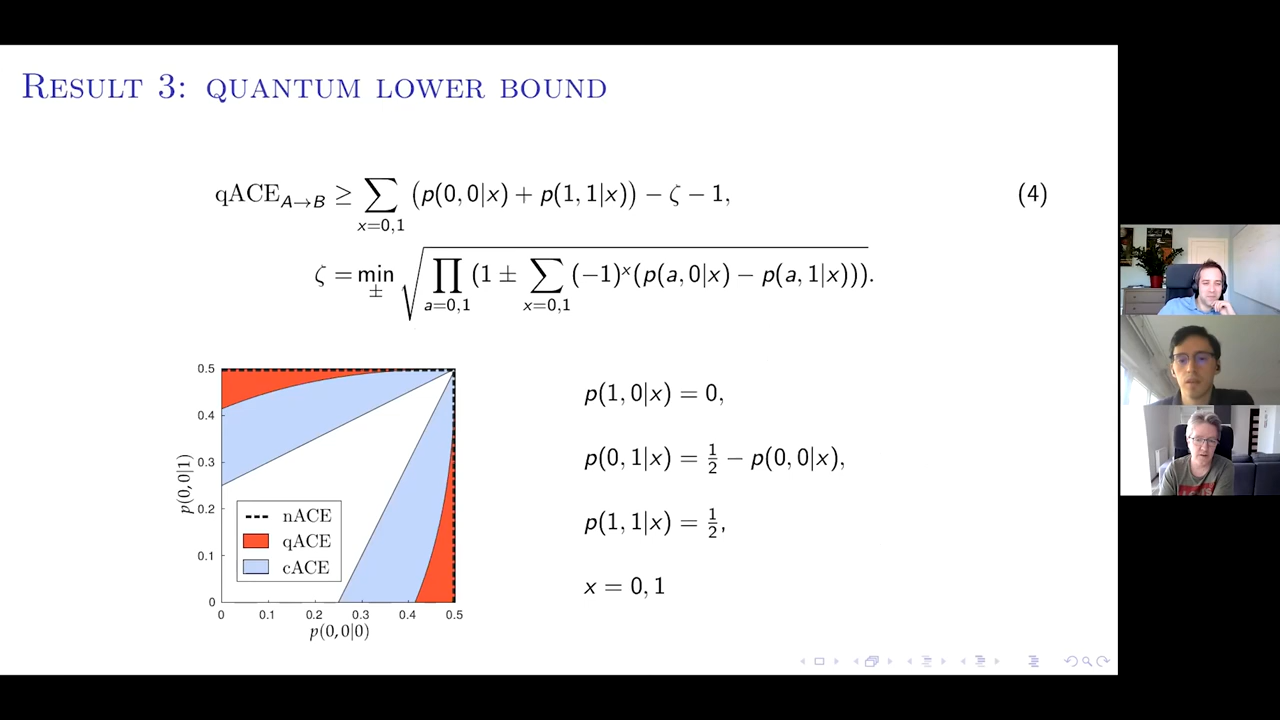 RESULT 3: QUANTUM LOWER BOUND
qACE_{A→B} ≥ ∑_{x=0,1} (p(0,0|x) + p(1,1|x)) − ζ − 1, (4)
ζ = min_± √∏_{a=0,1} (1 ± ∑_{x=0,1} (−1)^x (p(a,0|x) − p(a,1|x))).
0.5
0.4
0.3
0.2
0.1
0
p(0,0|1)
nACE
qACE
cACE
0 0.1 0.2 0.3 0.4 0.5
p(0,0|0)
p(1,0|x) = 0,
p(0,1|x) = 1/2 − p(0,0|x),
p(1,1|x) = 1/2,
x = 0,1